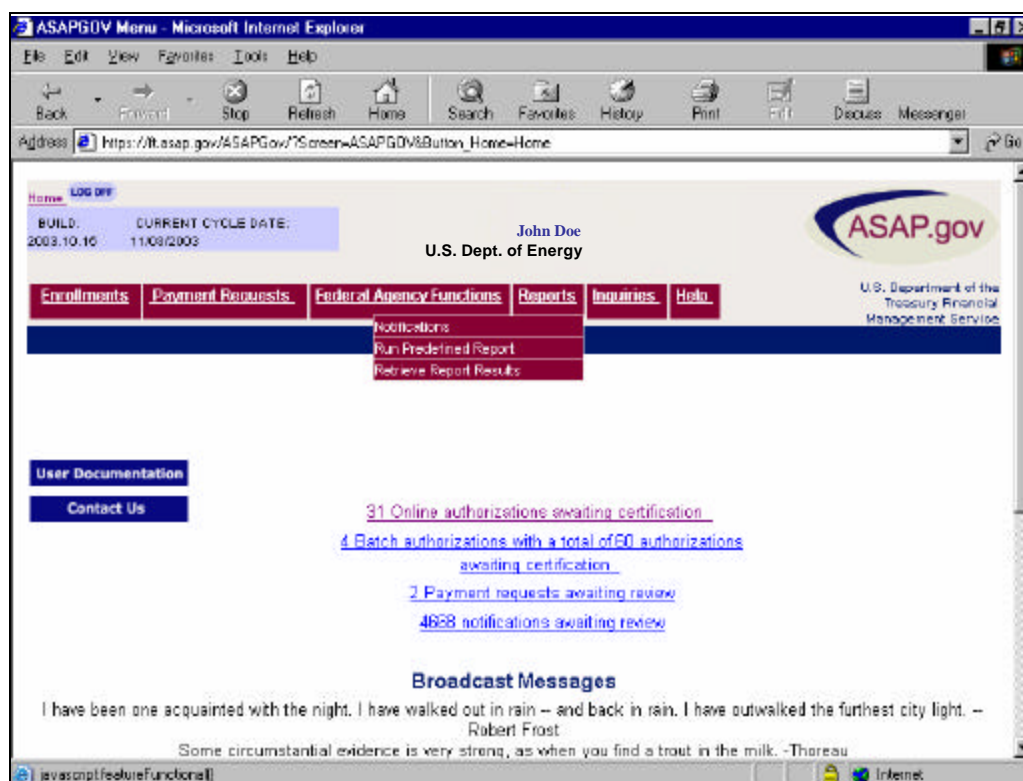 ASAPGOV Menu - Microsoft Internet Explorer
File Edit View Favorites Tools Help
Back Forward Stop Refresh Home Search Favorites History Print Edit Discuss Messenger
Address https://ft.asap.gov/ASAPGov/?Screen=ASAPGOV&Button_Home=Home Go
Home LOG OFF
BUILD: CURRENT CYCLE DATE:
2003.10.16 11/03/2003
John Doe
U.S. Dept. of Energy
ASAP.gov
U.S. Department of the
Treasury Financial
Management Service
Enrollments Payment Requests Federal Agency Functions Reports Inquiries Help
Notifications
Run Predefined Report
Retrieve Report Results
User Documentation
Contact Us
31 Online authorizations awaiting certification
4 Batch authorizations with a total of 60 authorizations
awaiting certification
2 Payment requests awaiting review
4668 notifications awaiting review
Broadcast Messages
I have been one acquainted with the night. I have walked out in rain -- and back in rain. I have outwalked the furthest city light. --
Robert Frost
Some circumstantial evidence is very strong, as when you find a trout in the milk. -Thoreau
javascript:featureFunctional() Internet